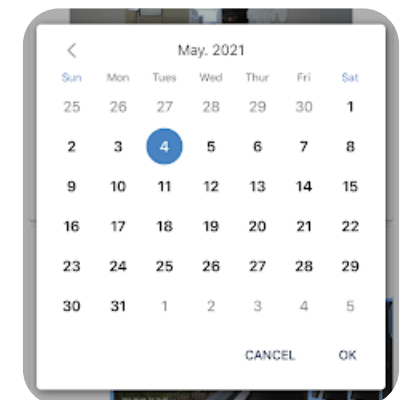 May. 2021
Sun Mon Tues Wed Thur Fri Sat
25 26 27 28 29 30 1
2 3 4 5 6 7 8
9 10 11 12 13 14 15
16 17 18 19 20 21 22
23 24 25 26 27 28 29
30 31 1 2 3 4 5
CANCEL OK